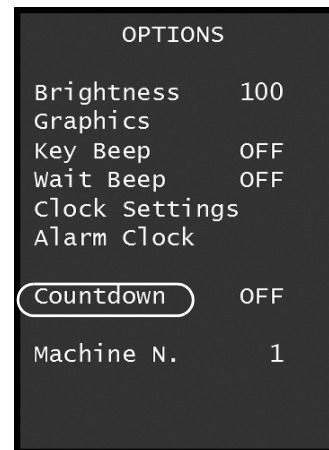 OPTIONS
Brightness 100
Graphics
Key Beep OFF
Wait Beep OFF
Clock Settings
Alarm Clock
Countdown OFF
Machine N. 1